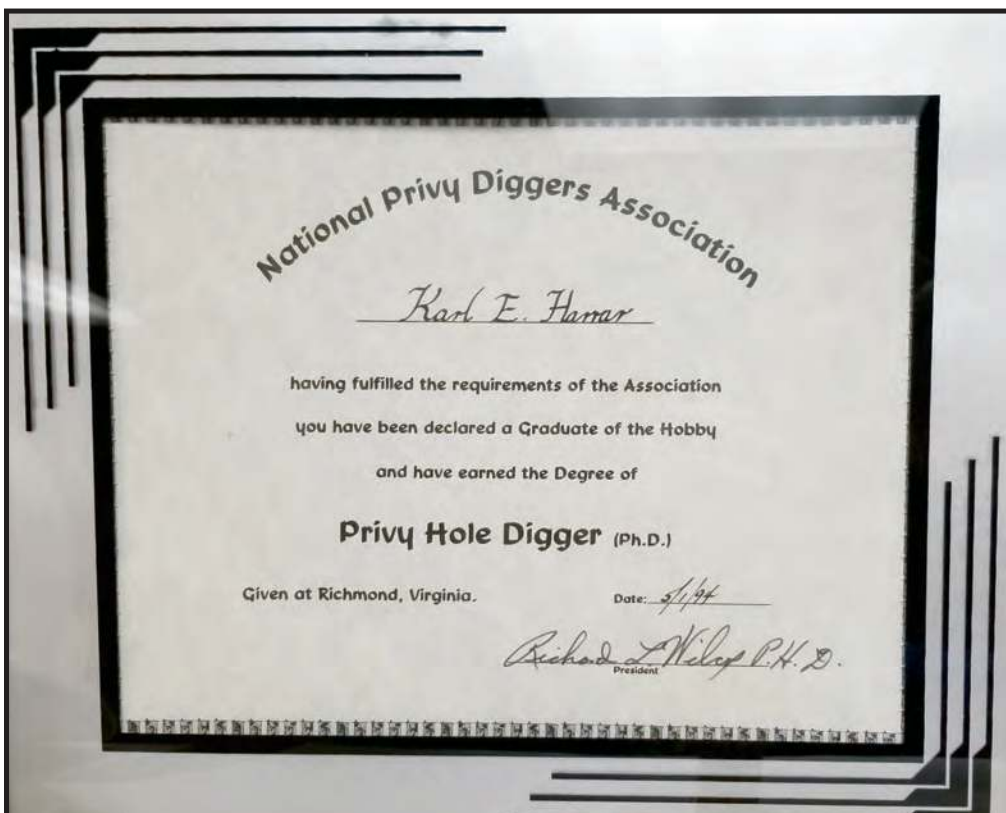 National Privy Diggers Association
Karl E. Harrar
having fulfilled the requirements of the Association
you have been declared a Graduate of the Hobby
and have earned the Degree of
Privy Hole Digger (Ph.D.)
Given at Richmond, Virginia.
Date: 5/1/94
Richard L. P.H.D.
President